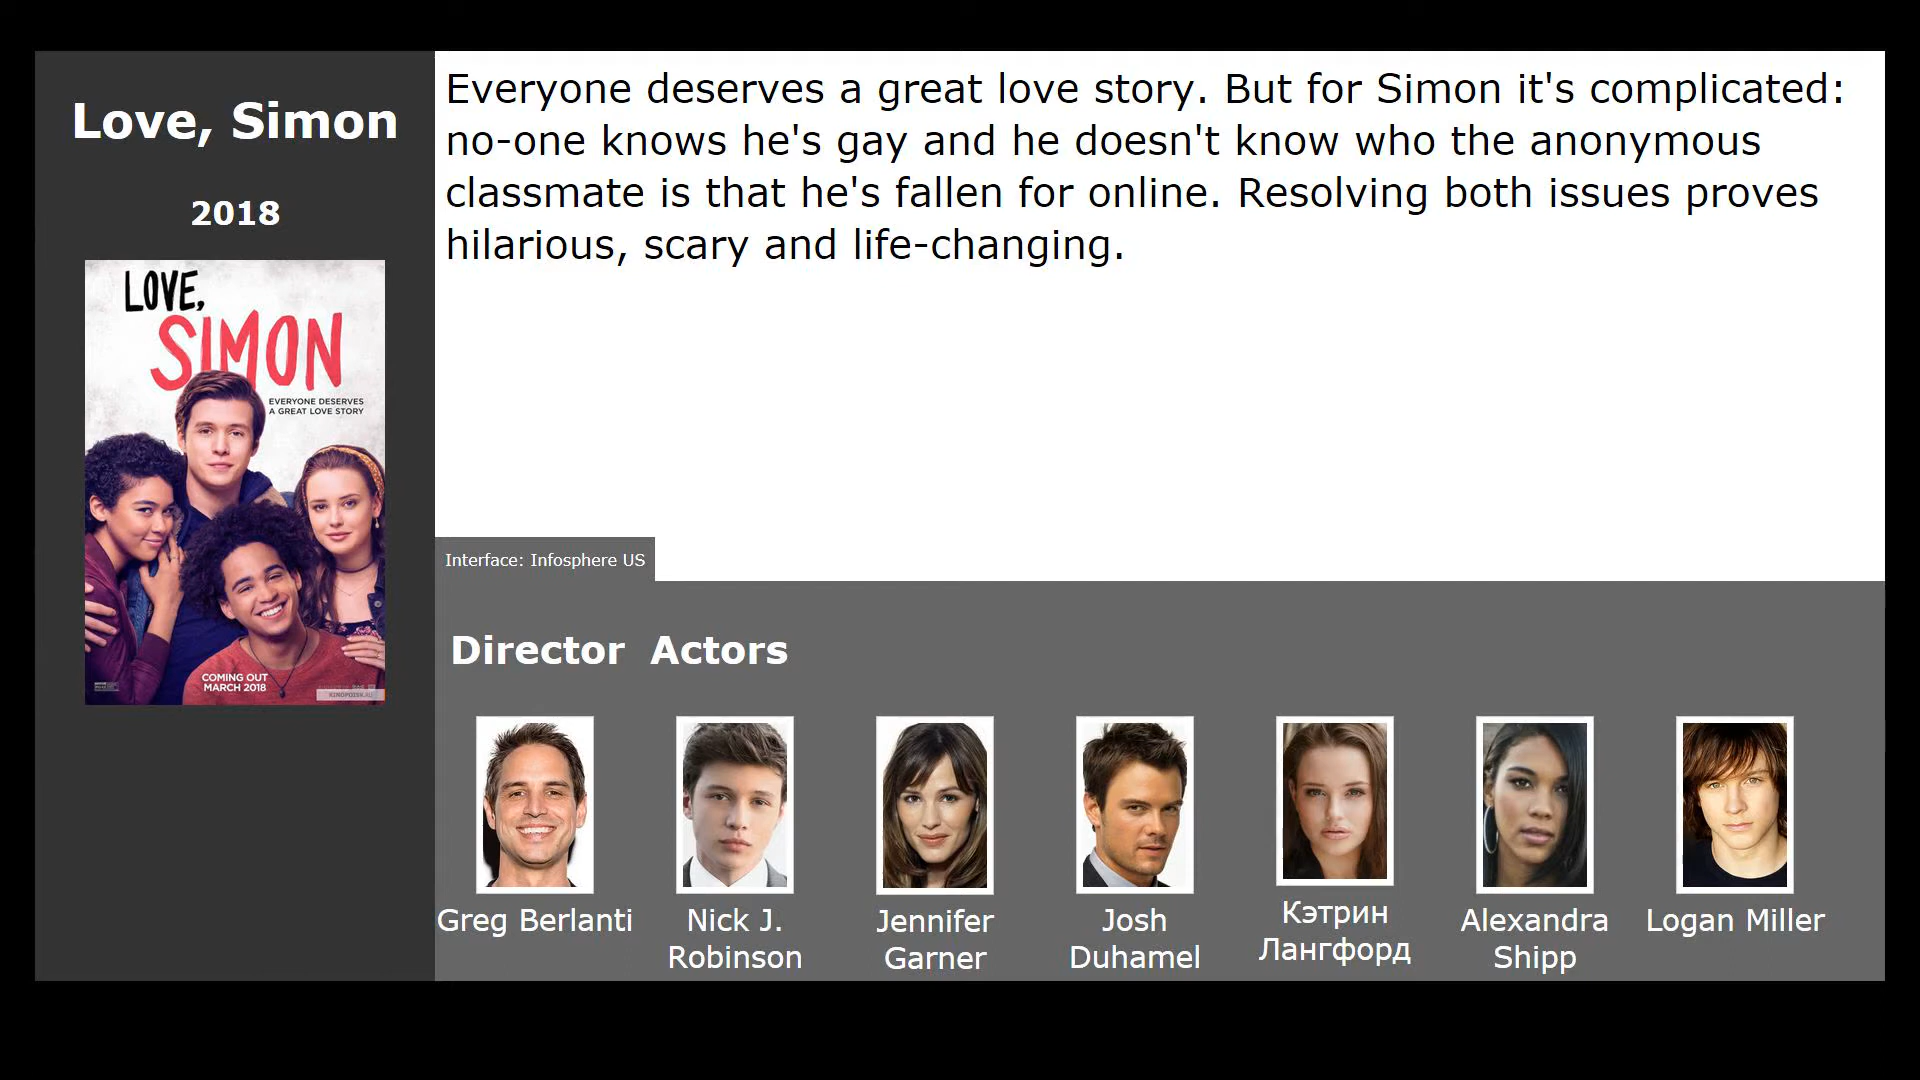 Love, Simon
2018
LOVE,
SIMON
EVERYONE DESERVES
A GREAT LOVE STORY
COMING OUT
MARCH 2018
KINOPOISK.RU
Everyone deserves a great love story. But for Simon it's complicated:
no-one knows he's gay and he doesn't know who the anonymous
classmate is that he's fallen for online. Resolving both issues proves
hilarious, scary and life-changing.
Interface: Infosphere US
Director Actors
Greg Berlanti
Nick J.
Robinson
Jennifer
Garner
Josh
Duhamel
Кэтрин
Лангфорд
Alexandra
Shipp
Logan Miller